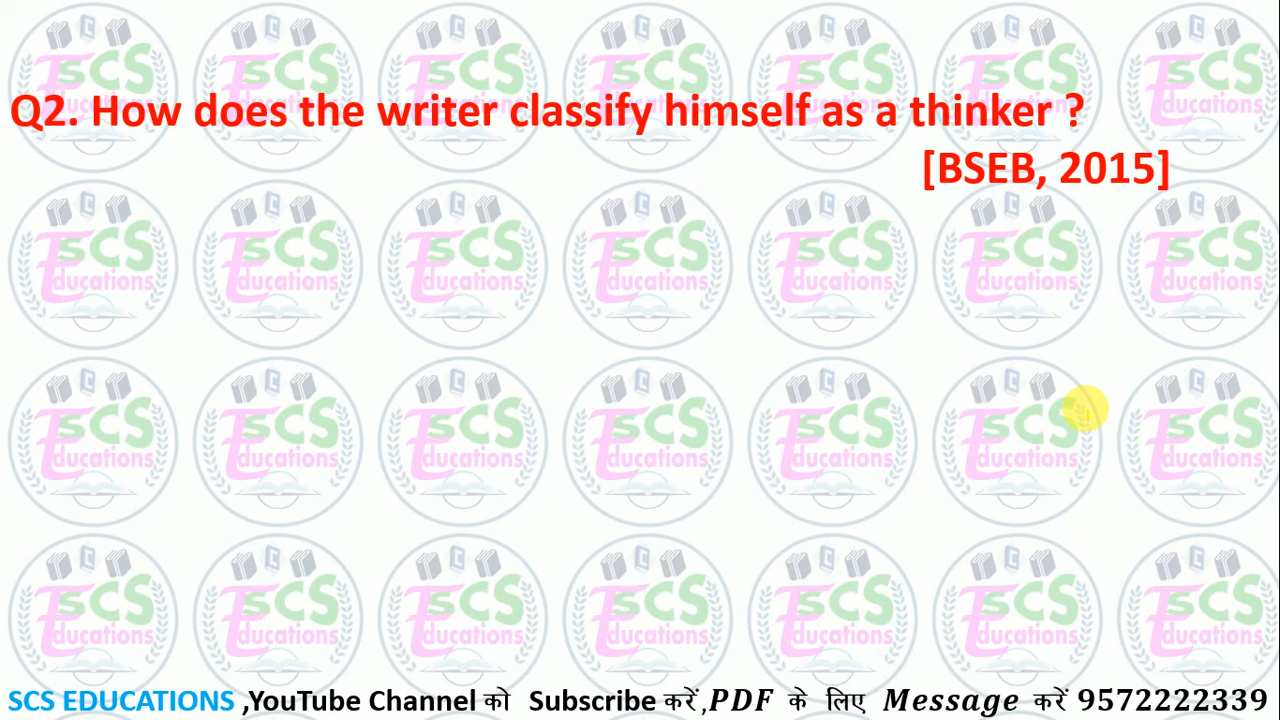 Q2. How does the writer classify himself as a thinker ?
[BSEB, 2015]
SCS EDUCATIONS ,YouTube Channel को Subscribe करें,PDF के लिए Message करें 9572222339